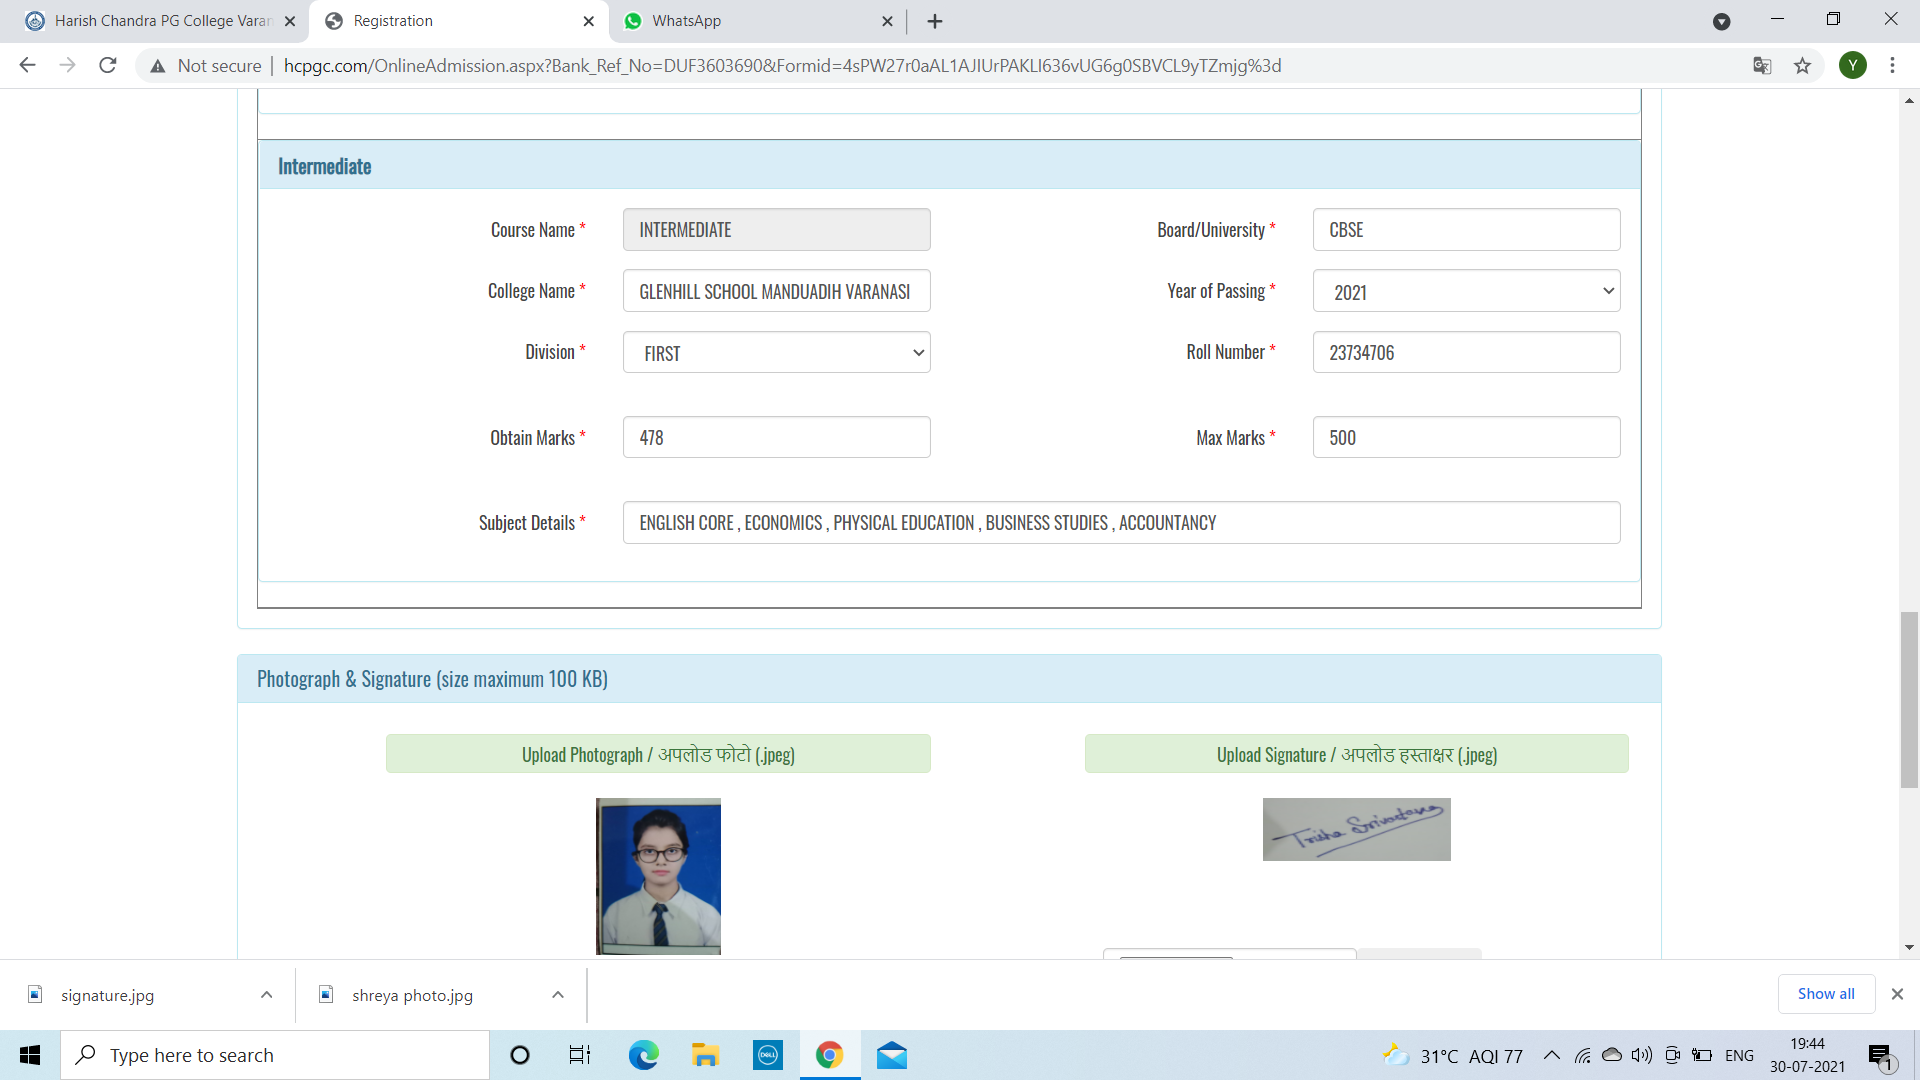 Harish Chandra PG College Varan
Registration
WhatsApp
Not secure
hcpgc.com/OnlineAdmission.aspx?Bank_Ref_No=DUF3603690&Formid=4sPW27r0aAL1AJIUrPAKLI636vUG6g0SBVCL9yTZmjg%3d
Y
Intermediate
Course Name * INTERMEDIATE
Board/University * CBSE
College Name * GLENHILL SCHOOL MANDUADIH VARANASI
Year of Passing * 2021
Division * FIRST
Roll Number * 23734706
Obtain Marks * 478
Max Marks * 500
Subject Details * ENGLISH CORE , ECONOMICS , PHYSICAL EDUCATION , BUSINESS STUDIES , ACCOUNTANCY
Photograph & Signature (size maximum 100 KB)
Upload Photograph / अपलोड फोटो (.jpeg)
Upload Signature / अपलोड हस्ताक्षर (.jpeg)
Trisha Srivastava
signature.jpg
shreya photo.jpg
Show all
Type here to search
DELL
31°C AQI 77
ENG
19:44
30-07-2021
1